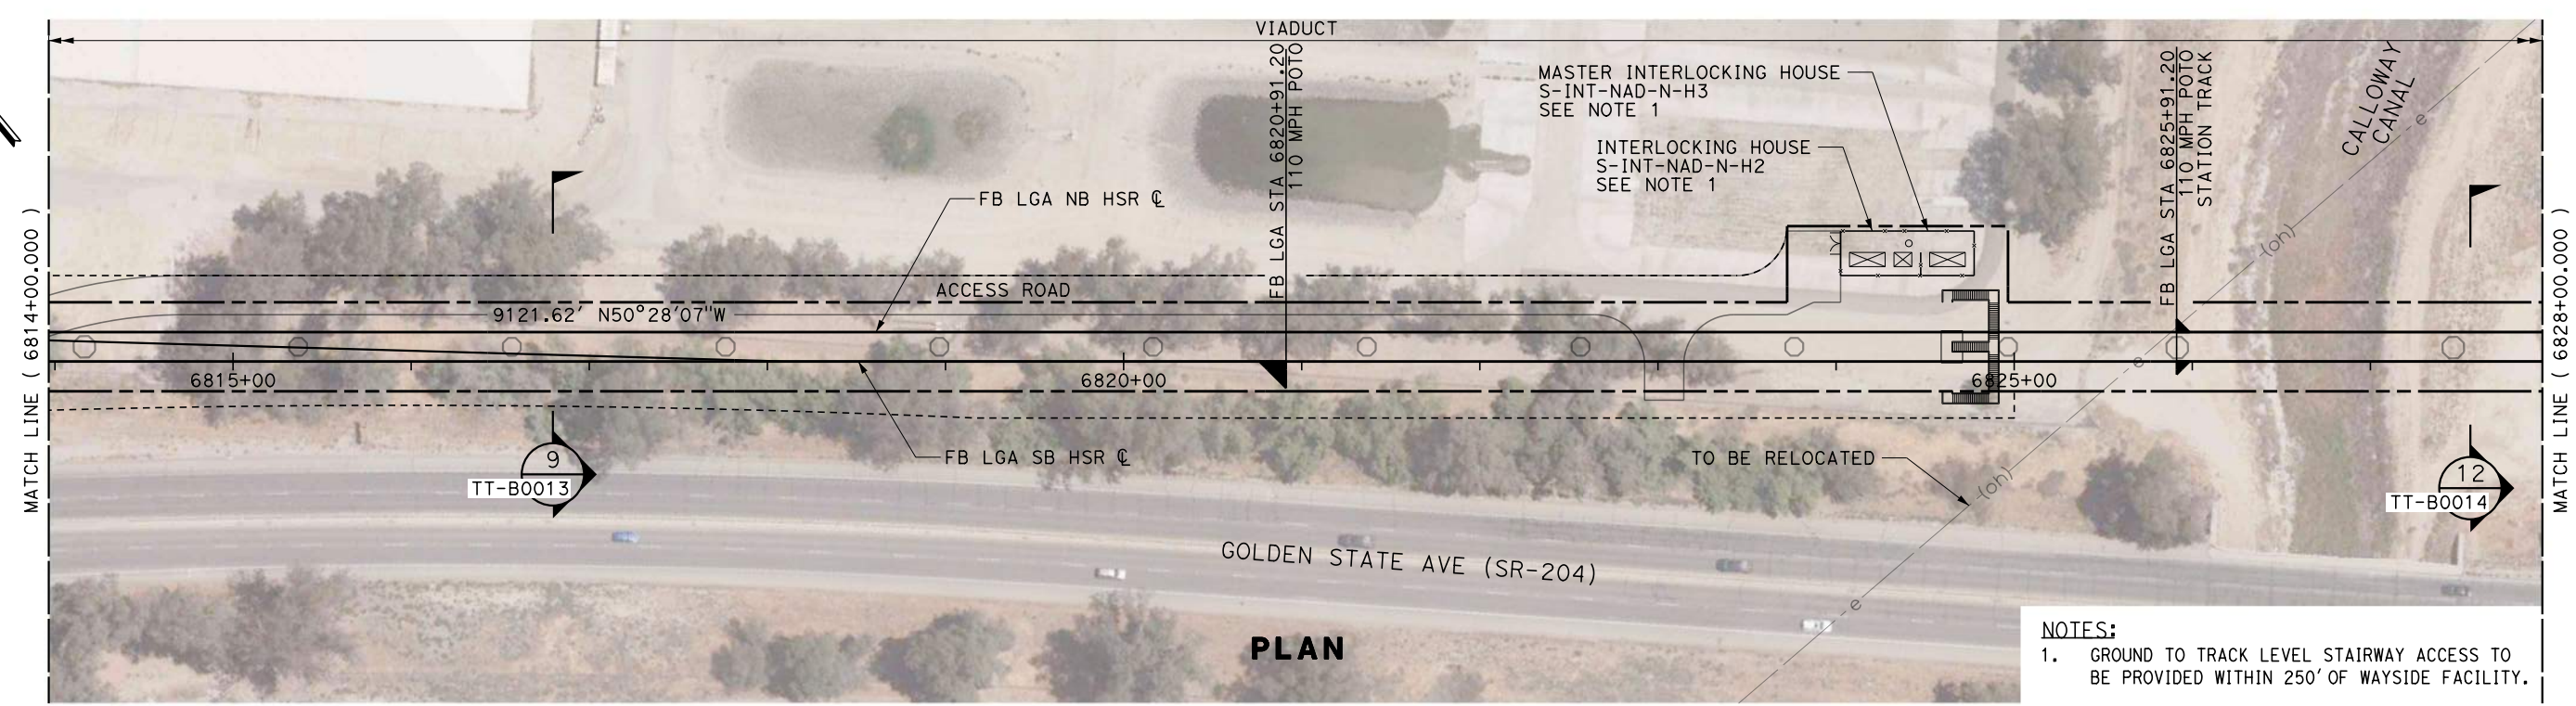 VIADUCT
MASTER INTERLOCKING HOUSE
S-INT-NAD-N-H3
SEE NOTE 1
INTERLOCKING HOUSE
S-INT-NAD-N-H2
SEE NOTE 1
FB LGA STA 6820+91.20
110 MPH POTO
FB LGA STA 6825+91.20
110 MPH POTO
STATION TRACK
CALLOWAY
CANAL
e
(oh)
FB LGA NB HSR ℄
MATCH LINE ( 6814+00.000 )
MATCH LINE ( 6828+00.000 )
ACCESS ROAD
9121.62' N50°28'07"W
6815+00
6820+00
6825+00
e
FB LGA SB HSR ℄
TO BE RELOCATED
(oh)
9
TT-B0013
12
TT-B0014
GOLDEN STATE AVE (SR-204)
e
PLAN
NOTES:
1. GROUND TO TRACK LEVEL STAIRWAY ACCESS TO
BE PROVIDED WITHIN 250' OF WAYSIDE FACILITY.